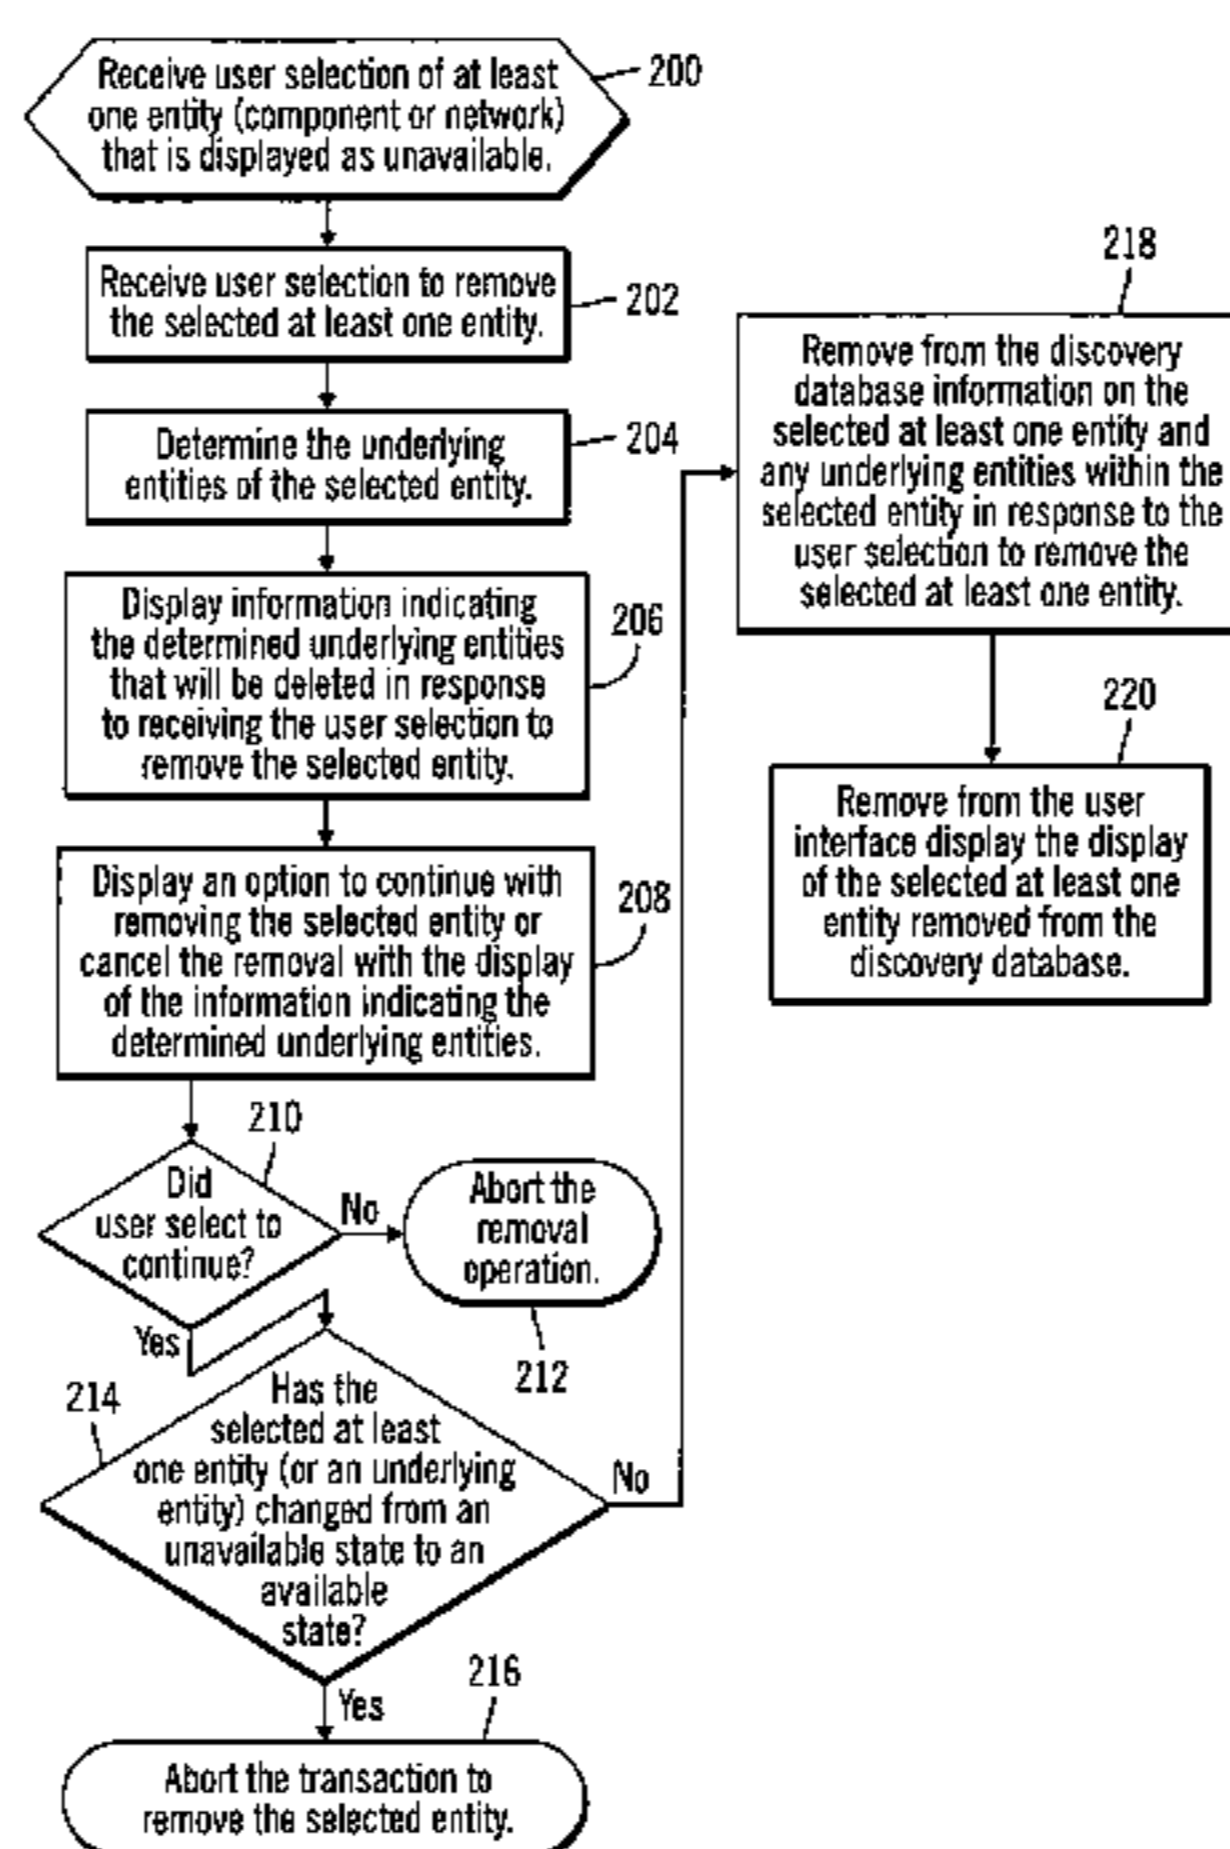 Receive user selection of at least
one entity (component or network)
that is displayed as unavailable.
200
Receive user selection to remove
the selected at least one entity.
202
Determine the underlying
entities of the selected entity.
204
Display information indicating
the determined underlying entities
that will be deleted in response
to receiving the user selection to
remove the selected entity.
206
Display an option to continue with
removing the selected entity or
cancel the removal with the display
of the information indicating the
determined underlying entities.
208
210
Did
user select to
continue?
No
Abort the
removal
operation.
212
Yes
214
Has the
selected at least
one entity (or an underlying
entity) changed from an
unavailable state to an
available
state?
No
Yes
216
Abort the transaction to
remove the selected entity.
218
Remove from the discovery
database information on the
selected at least one entity and
any underlying entities within the
selected entity in response to the
user selection to remove the
selected at least one entity.
220
Remove from the user
interface display the display
of the selected at least one
entity removed from the
discovery database.